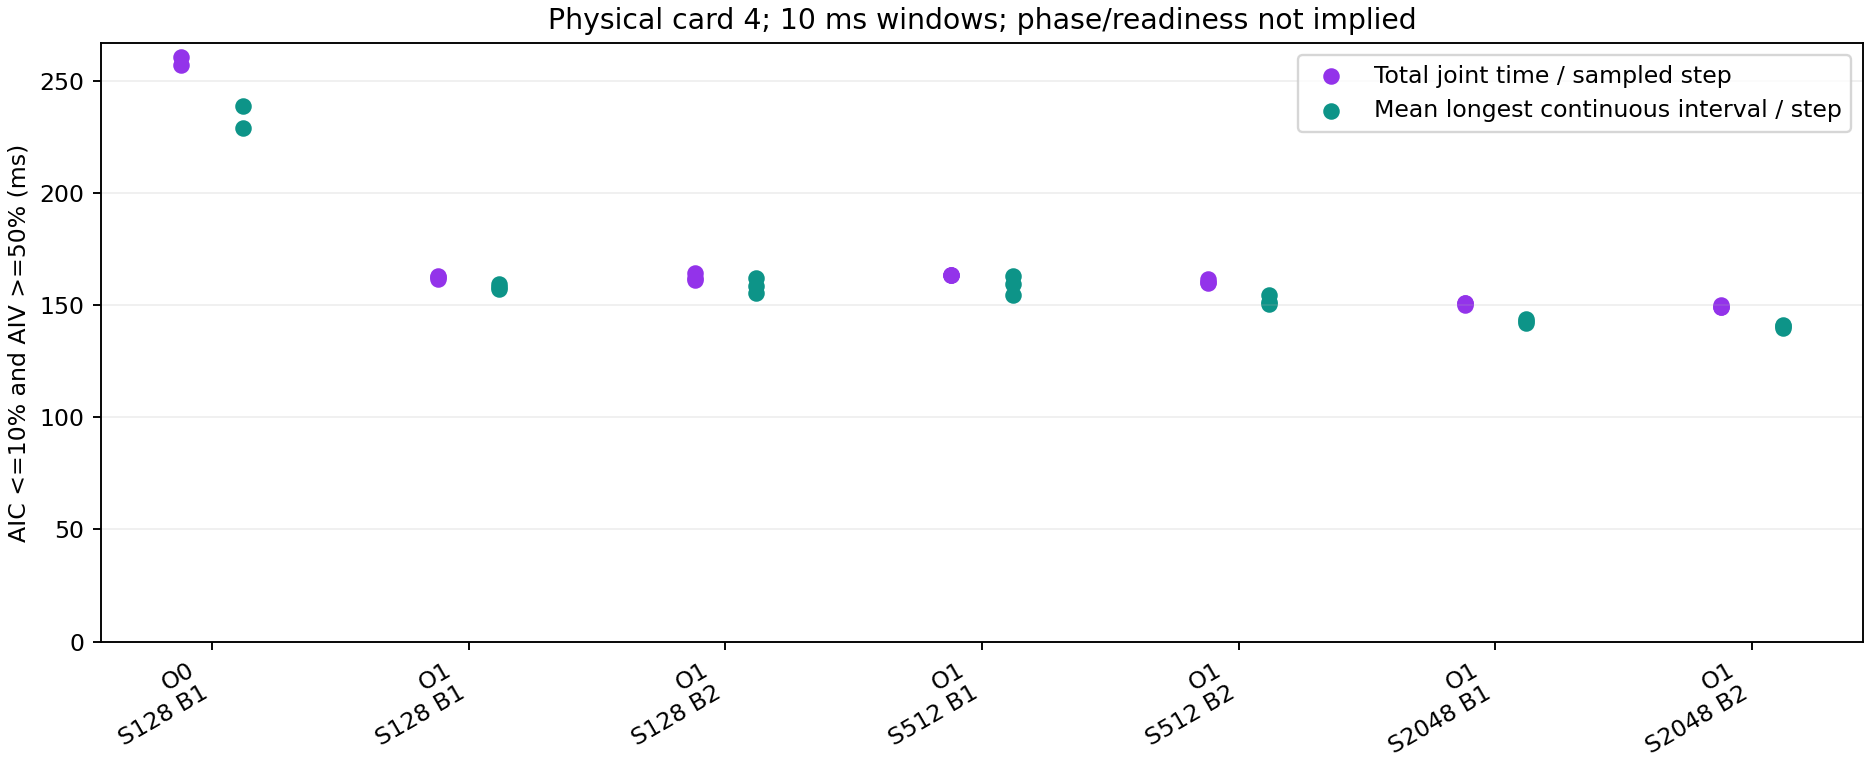 Physical card 4; 10 ms windows; phase/readiness not implied
Total joint time / sampled step
Mean longest continuous interval / step
AIC <=10% and AIV >=50% (ms)
250
200
150
100
50
0
O0
S128 B1
O1
S128 B1
O1
S128 B2
O1
S512 B1
O1
S512 B2
O1
S2048 B1
O1
S2048 B2